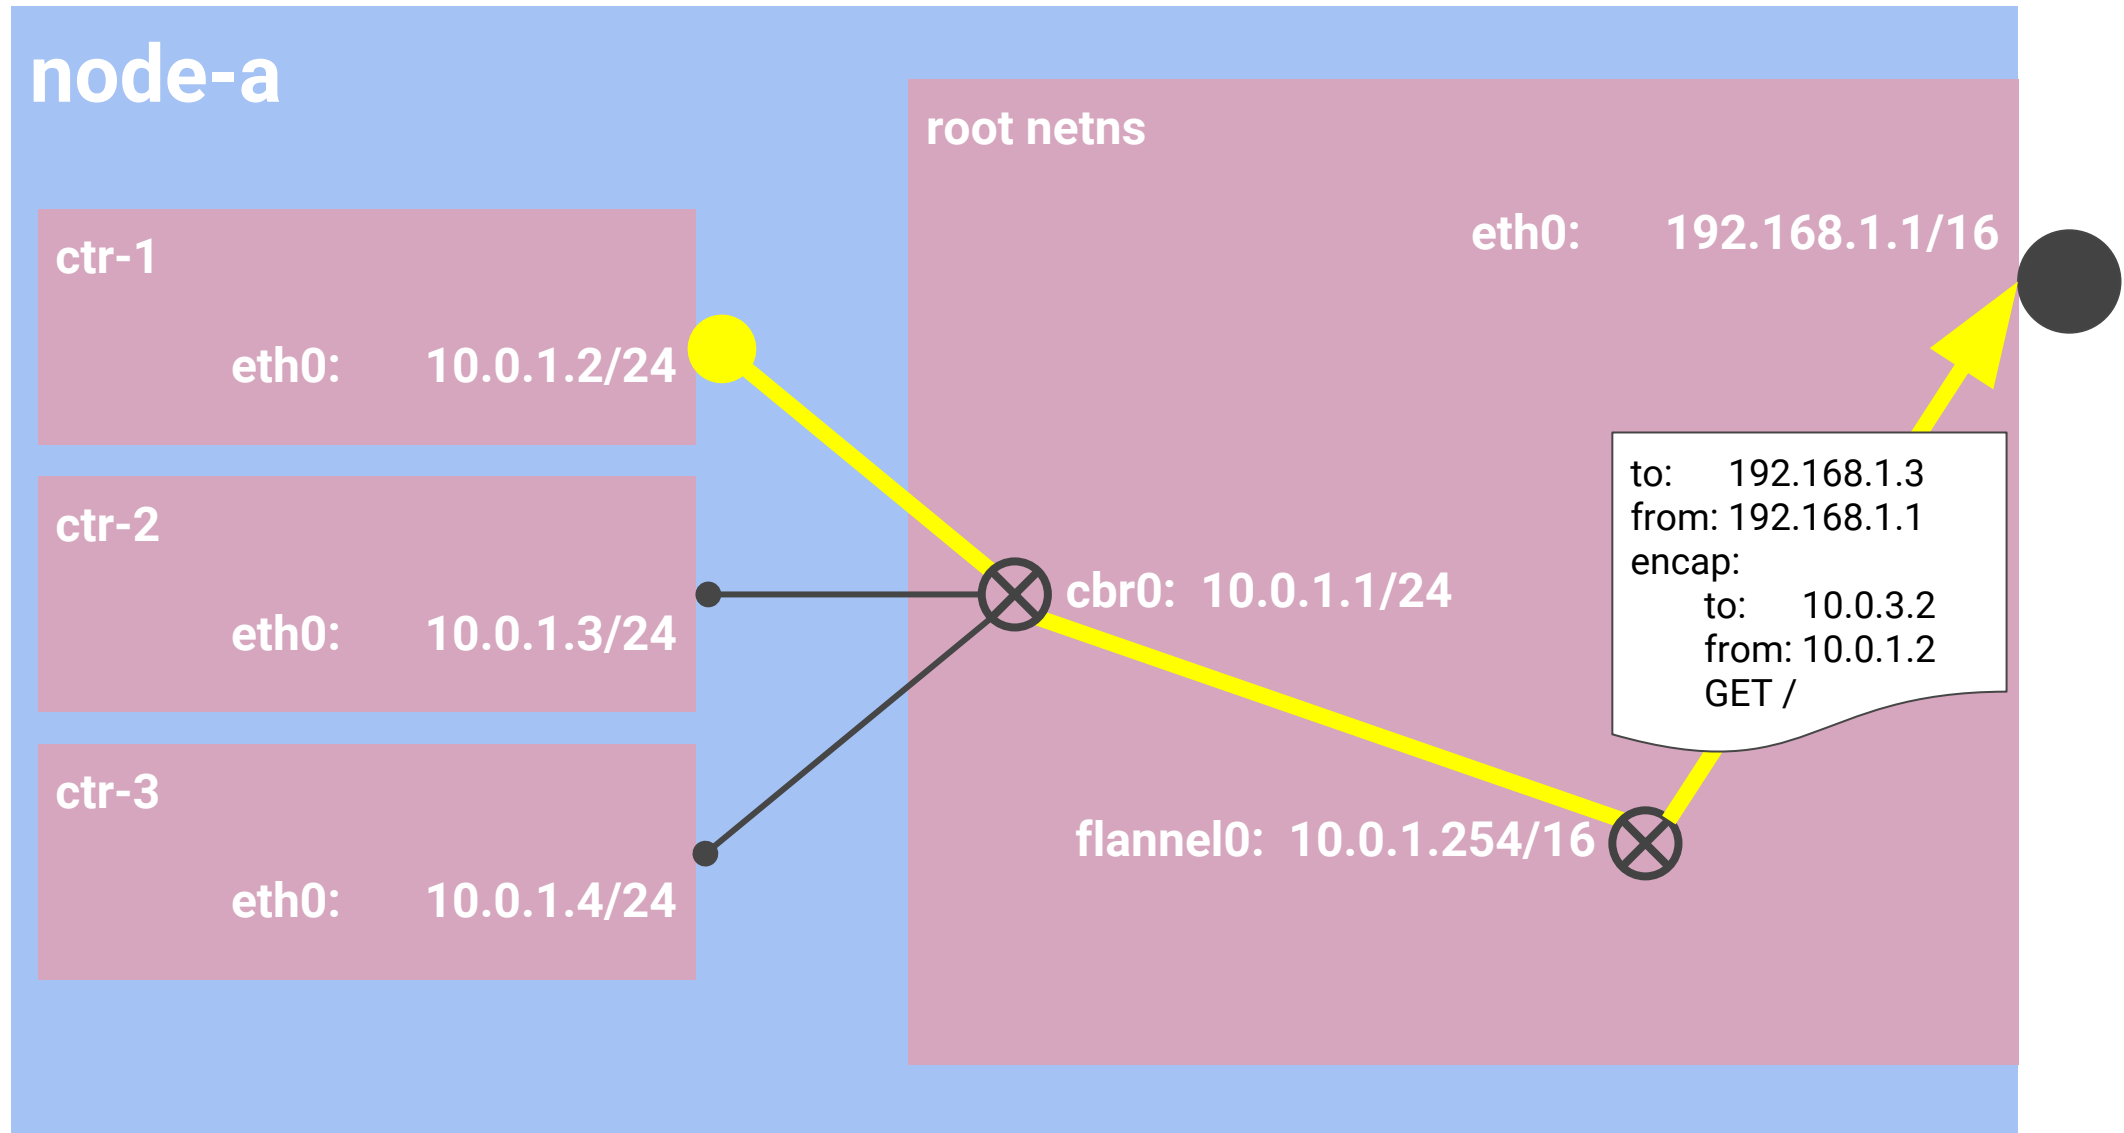 node-a
root netns
eth0: 192.168.1.1/16
ctr-1
eth0: 10.0.1.2/24
ctr-2
eth0: 10.0.1.3/24
ctr-3
eth0: 10.0.1.4/24
cbr0: 10.0.1.1/24
flannel0: 10.0.1.254/16
to: 192.168.1.3
from: 192.168.1.1
encap:
to: 10.0.3.2
from: 10.0.1.2
GET /